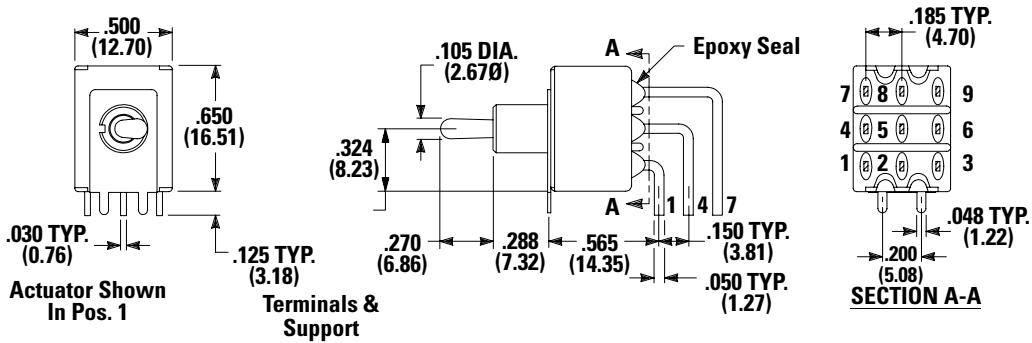 .500
(12.70)
.650
(16.51)
.030 TYP.
(0.76)
.125 TYP.
(3.18)
Actuator Shown
In Pos. 1
Terminals &
Support
.105 DIA.
(2.67Ø)
.324
(8.23)
.270
(6.86)
.288
(7.32)
.565
(14.35)
A
Epoxy Seal
A
1 4 7
.150 TYP.
(3.81)
.050 TYP.
(1.27)
.185 TYP.
(4.70)
7 8 9
4 5 6
1 2 3
.048 TYP.
(1.22)
.200
(5.08)
SECTION A-A